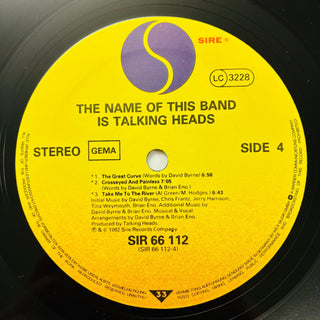 SIRE
LC 3228
THE NAME OF THIS BAND
IS TALKING HEADS
STEREO GEMA SIDE 4
1. The Great Curve (Words by David Byrne) 6:58
2. Crosseyed and Painless 7:05
(Words by David Byrne & Brian Eno.)
3. Take Me To The River (Al Green/M. Hodges) 6:43
Initial Music by David Byrne, Chris Frantz, Jerry Harrison,
Tina Weymouth, Brian Eno. Additional Music by
David Byrne & Brian Eno. Musical & Vocal
Arrangements by Talking Heads & Brian Eno.
Produced by Talking Heads.
℗ & © 1982 Sire Records Company
SIR 66 112
(SIR 66 112-4)
33